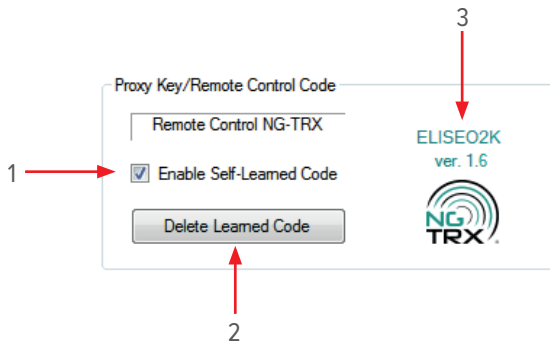 3
Proxy Key/Remote Control Code
Remote Control NG-TRX
ELISEO2K
ver. 1.6
1
Enable Self-Learned Code
Delete Learned Code
NG
TRX
2